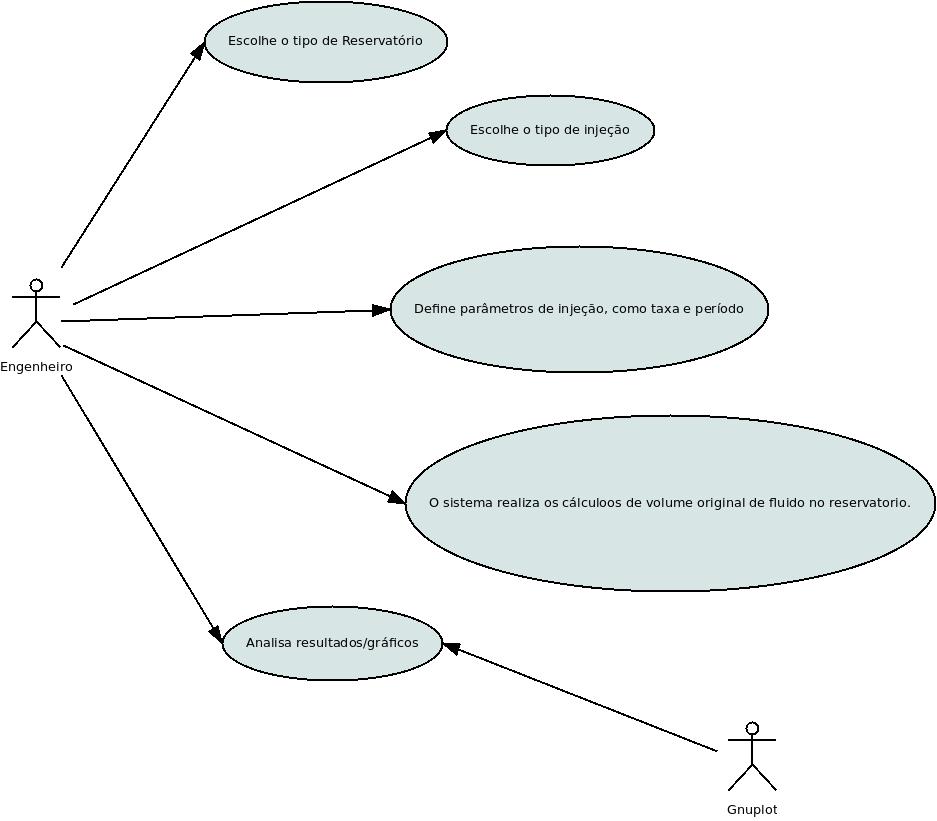 Escolhe o tipo de Reservatório
Escolhe o tipo de injeção
Define parâmetros de injeção, como taxa e período
Engenheiro
O sistema realiza os cálculoos de volume original de fluido no reservatorio.
Analisa resultados/gráficos
Gnuplot